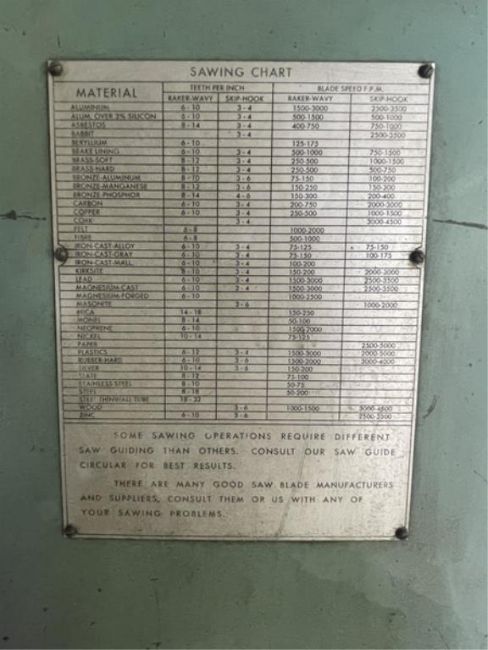 SAWING CHART
MATERIAL TEETH PER INCH BLADE SPEED F.P.M.
RAKER-WAVY SKIP-HOOK RAKER-WAVY SKIP-HOOK
ALUMINUM 6-10 3-4 1500-3000 2500-3500
ALUM. OVER 2% SILICON 6-10 3-4 500-1500 500-1000
ASBESTOS 8-14 3-4 400-750 750-1000
BABBIT 3-4 2500-3500
BERYLLIUM 6-10 125-175
BRAKE LINING 6-10 3-4 500-1000 750-1500
BRASS-SOFT 8-12 3-4 250-500 1000-1500
BRASS-HARD 8-12 3-4 250-500 500-750
BRONZE-ALUMINUM 8-10 3-6 75-150 100-200
BRONZE-MANGANESE 8-12 3-6 150-250 150-300
BRONZE-PHOSPHOR 8-14 4-6 150-300 200-400
CARBON 6-10 3-4 200-750 2000-3000
COPPER 6-10 3-4 250-500 1000-1500
CORK 3-4 3000-4500
FELT 6-8 1000-2000
FIBRE 6-8 500-1000
IRON-CAST-ALLOY 6-10 3-4 75-125 75-150
IRON-CAST-GRAY 6-10 3-4 75-150 100-175
IRON-CAST-MALL. 6-10 3-4 100-200
KIRKSITE 8-10 3-4 150-200 2000-3000
LEAD 6-10 3-4 1500-3000 2500-3500
MAGNESIUM-CAST 6-10 3-4 1500-3000 2500-3500
MAGNESIUM-FORGED 6-10 1000-2500
MASONITE 3-6 1000-2000
MICA 14-18 150-250
MONEL 8-14 50-100
NEOPRENE 6-10 1500-2000
NICKEL 10-14 75-125
PAPER 2500-5000
PLASTICS 6-12 3-4 1500-3000 2000-5000
RUBBER-HARD 6-10 3-6 1500-2000 3000-4000
SILVER 10-14 3-6 150-200
SLATE 8-12 75-100
STAINLESS STEEL 8-10 50-75
STEEL 8-18 50-200
STEEL THINWALL TUBE 18-32
WOOD 3-6 1000-1500 3000-4500
ZINC 6-10 3-6 2500-3500
SOME SAWING OPERATIONS REQUIRE DIFFERENT
SAW GUIDING THAN OTHERS. CONSULT OUR SAW GUIDE
CIRCULAR FOR BEST RESULTS.
THERE ARE MANY GOOD SAW BLADE MANUFACTURERS
AND SUPPLIERS, CONSULT THEM OR US WITH ANY OF
YOUR SAWING PROBLEMS.